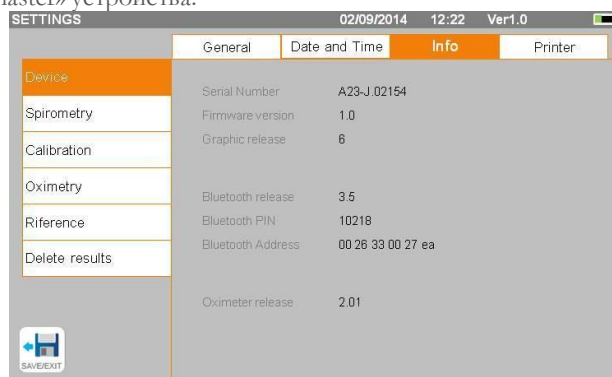 устройства.
SETTINGS 02/09/2014 12:22 Ver1.0
General Date and Time Info Printer
Device
Spirometry
Calibration
Oximetry
Riference
Delete results
Serial Number A23-J.02154
Firmware version 1.0
Graphic release 6
Bluetooth release 3.5
Bluetooth PIN 10218
Bluetooth Address 00 26 33 00 27 ea
Oximeter release 2.01
SAVE/EXIT